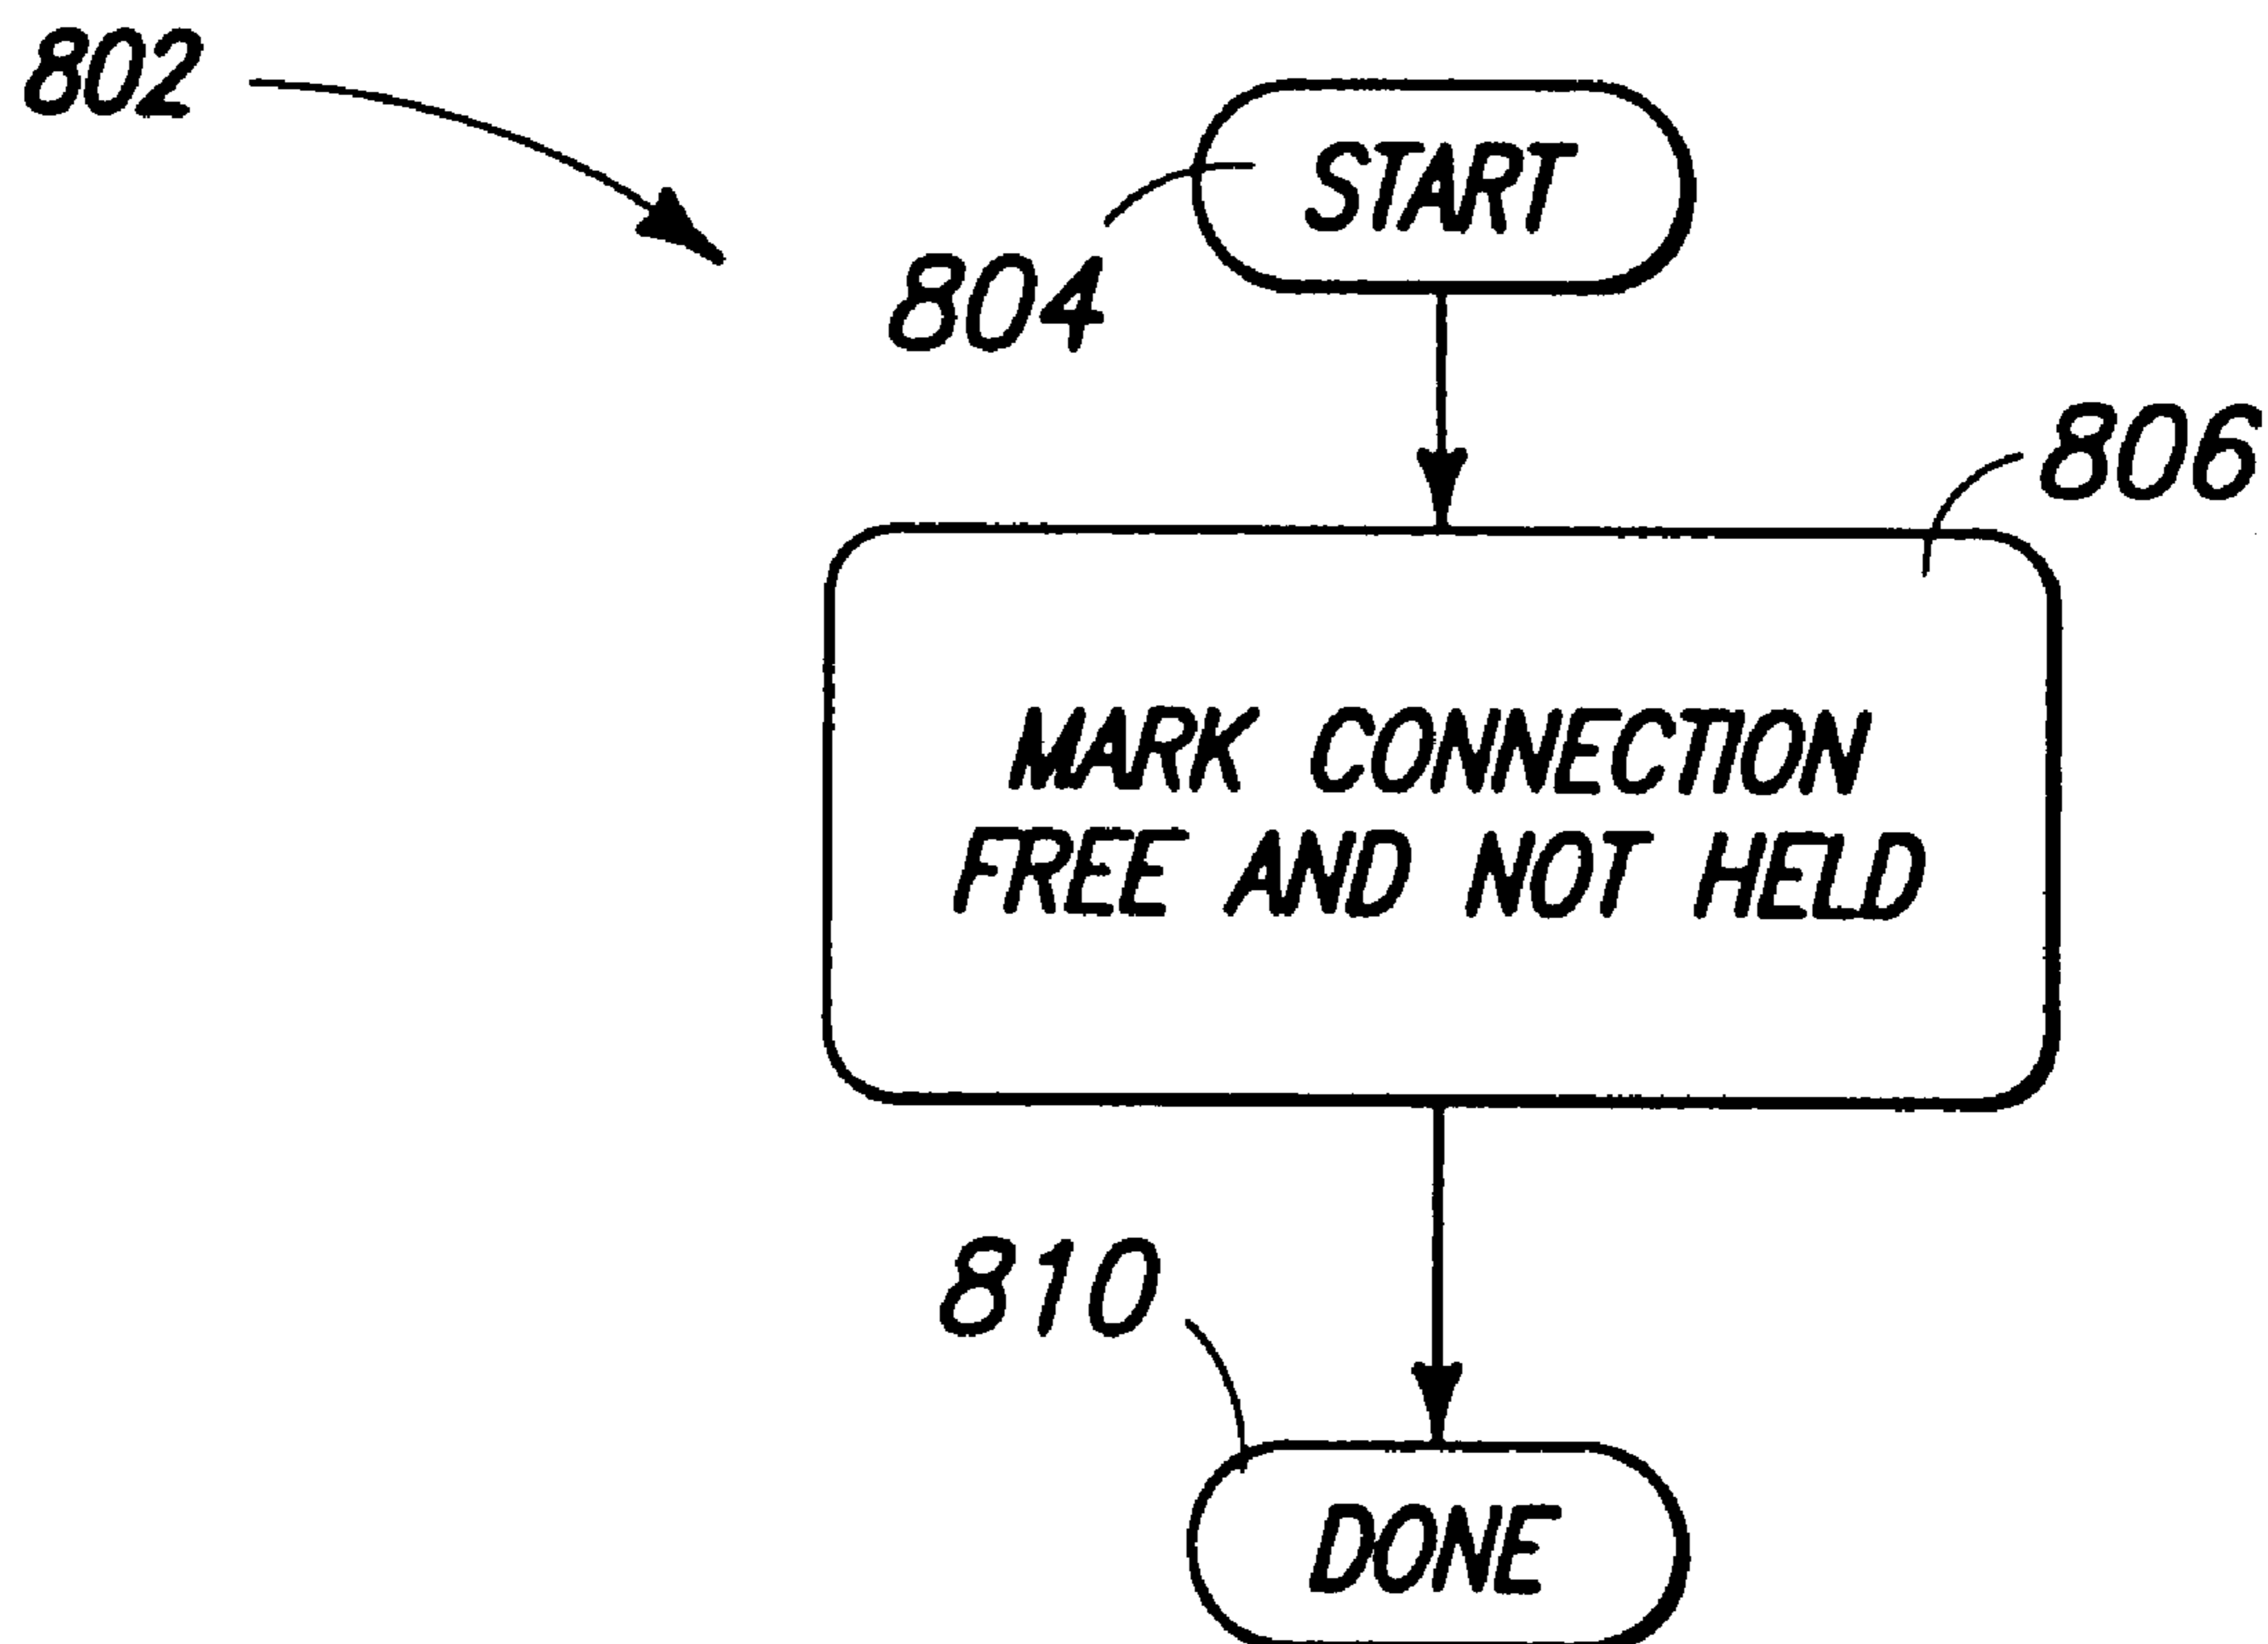 802
START
804
806
MARK CONNECTION
FREE AND NOT HELD
810
DONE